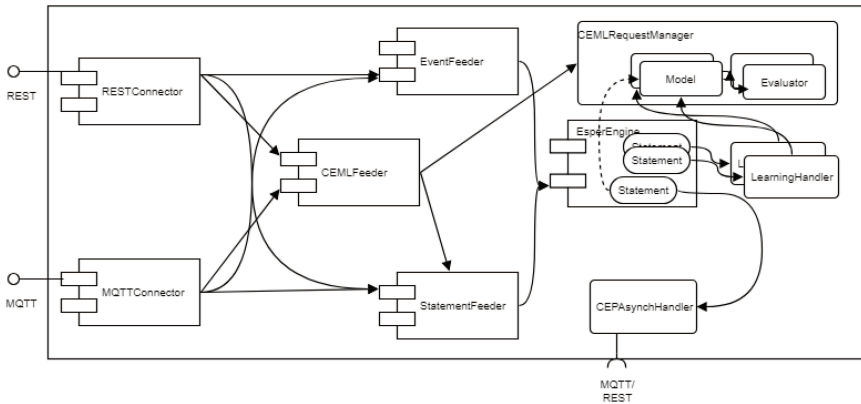 CEMLRequestManager
EventFeeder
RESTConnector
Model
Evaluator
REST
EsperEngine
Statement
Statement
CEMLFeeder
LearningHandler
Statement
MQTTConnector
MQTT
StatementFeeder
CEPAsynchHandler
MQTT/
REST